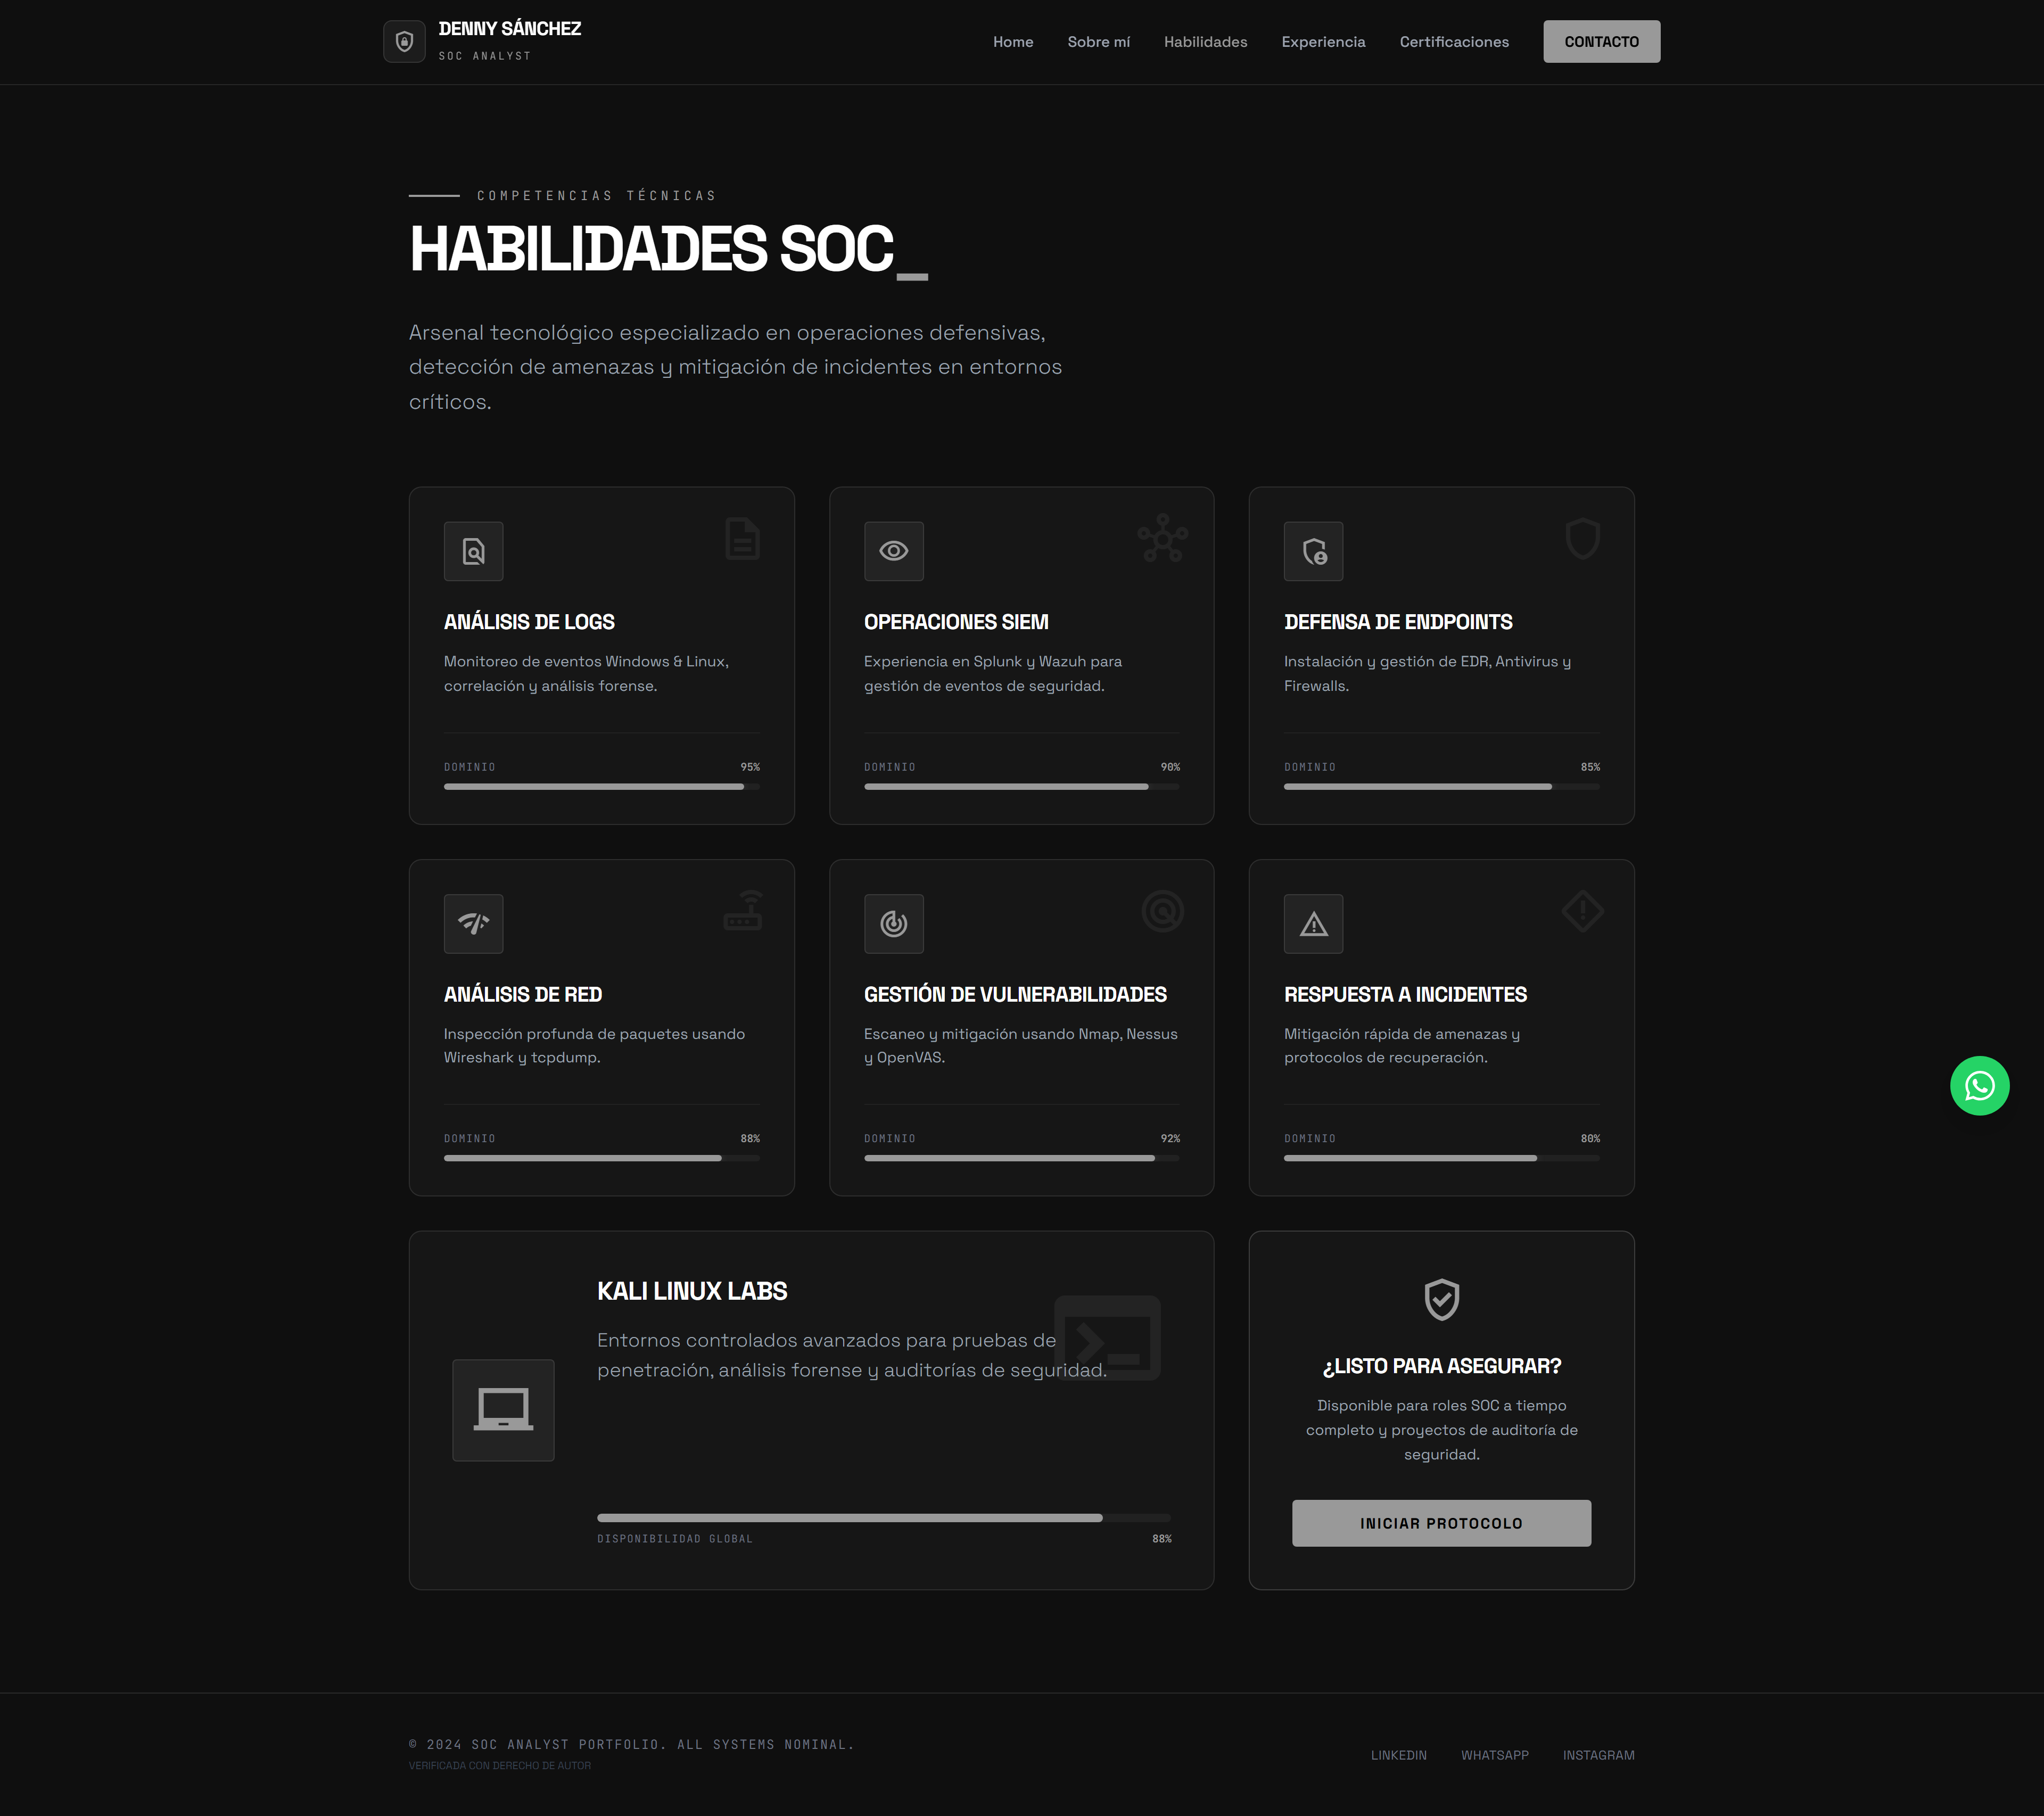 DENNY SÁNCHEZ
SOC ANALYST
Home Sobre mí Habilidades Experiencia Certificaciones CONTACTO
COMPETENCIAS TÉCNICAS
HABILIDADES SOC_
Arsenal tecnológico especializado en operaciones defensivas,
detección de amenazas y mitigación de incidentes en entornos
críticos.
ANÁLISIS DE LOGS
Monitoreo de eventos Windows & Linux,
correlación y análisis forense.
DOMINIO 95%
OPERACIONES SIEM
Experiencia en Splunk y Wazuh para
gestión de eventos de seguridad.
DOMINIO 90%
DEFENSA DE ENDPOINTS
Instalación y gestión de EDR, Antivirus y
Firewalls.
DOMINIO 85%
ANÁLISIS DE RED
Inspección profunda de paquetes usando
Wireshark y tcpdump.
DOMINIO 88%
GESTIÓN DE VULNERABILIDADES
Escaneo y mitigación usando Nmap, Nessus
y OpenVAS.
DOMINIO 92%
RESPUESTA A INCIDENTES
Mitigación rápida de amenazas y
protocolos de recuperación.
DOMINIO 80%
KALI LINUX LABS
Entornos controlados avanzados para pruebas de
penetración, análisis forense y auditorías de seguridad.
DISPONIBILIDAD GLOBAL 88%
¿LISTO PARA ASEGURAR?
Disponible para roles SOC a tiempo
completo y proyectos de auditoría de
seguridad.
INICIAR PROTOCOLO
© 2024 SOC ANALYST PORTFOLIO. ALL SYSTEMS NOMINAL.
VERIFICADA CON DERECHO DE AUTOR
LINKEDIN WHATSAPP INSTAGRAM